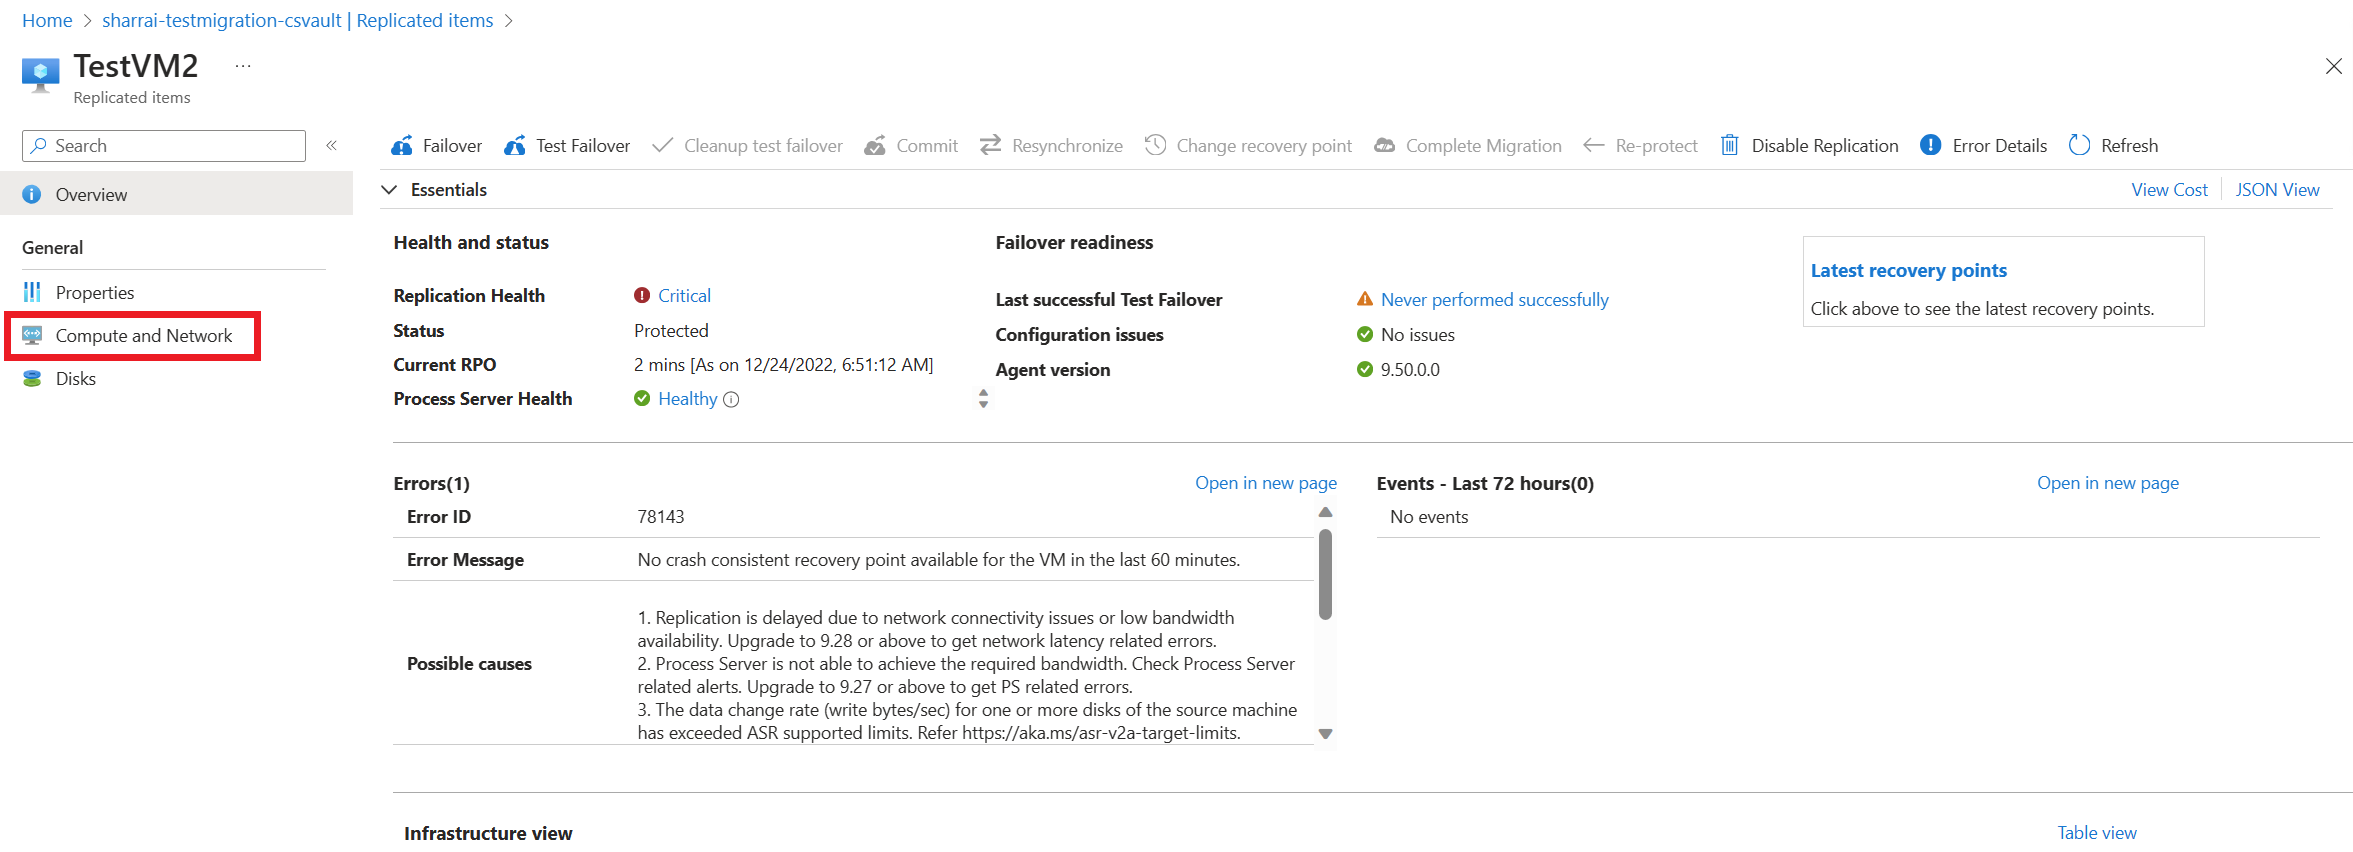 Home > sharrai-testmigration-csvault | Replicated items >
TestVM2 ...
Replicated items
Search «
Failover Test Failover Cleanup test failover Commit Resynchronize Change recovery point Complete Migration Re-protect Disable Replication Error Details Refresh
Overview
General
Properties
Compute and Network
Disks
Essentials View Cost JSON View
Health and status
Replication Health Critical
Status Protected
Current RPO 2 mins [As on 12/24/2022, 6:51:12 AM]
Process Server Health Healthy
Failover readiness
Last successful Test Failover Never performed successfully
Configuration issues No issues
Agent version 9.50.0.0
Latest recovery points
Click above to see the latest recovery points.
Errors(1) Open in new page
Error ID 78143
Error Message No crash consistent recovery point available for the VM in the last 60 minutes.
Possible causes
1. Replication is delayed due to network connectivity issues or low bandwidth
availability. Upgrade to 9.28 or above to get network latency related errors.
2. Process Server is not able to achieve the required bandwidth. Check Process Server
related alerts. Upgrade to 9.27 or above to get PS related errors.
3. The data change rate (write bytes/sec) for one or more disks of the source machine
has exceeded ASR supported limits. Refer https://aka.ms/asr-v2a-target-limits.
Events - Last 72 hours(0) Open in new page
No events
Infrastructure view Table view